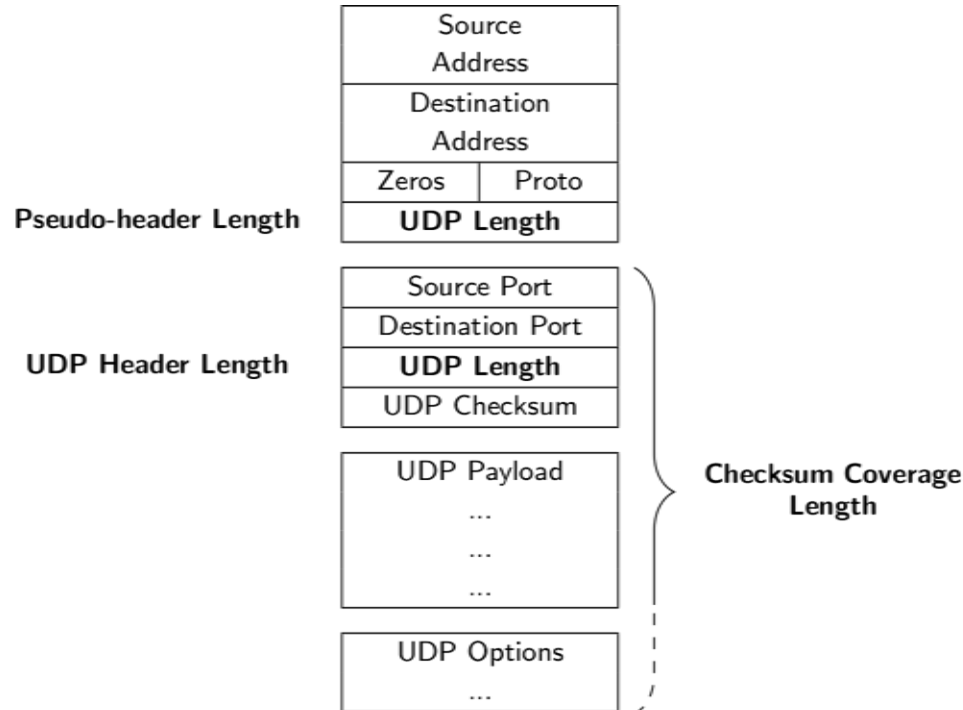 Source
Address
Destination
Address
Zeros
Proto
Pseudo-header Length
UDP Length
Source Port
Destination Port
UDP Header Length
UDP Length
UDP Checksum
UDP Payload
...
...
...
Checksum Coverage
Length
UDP Options
...